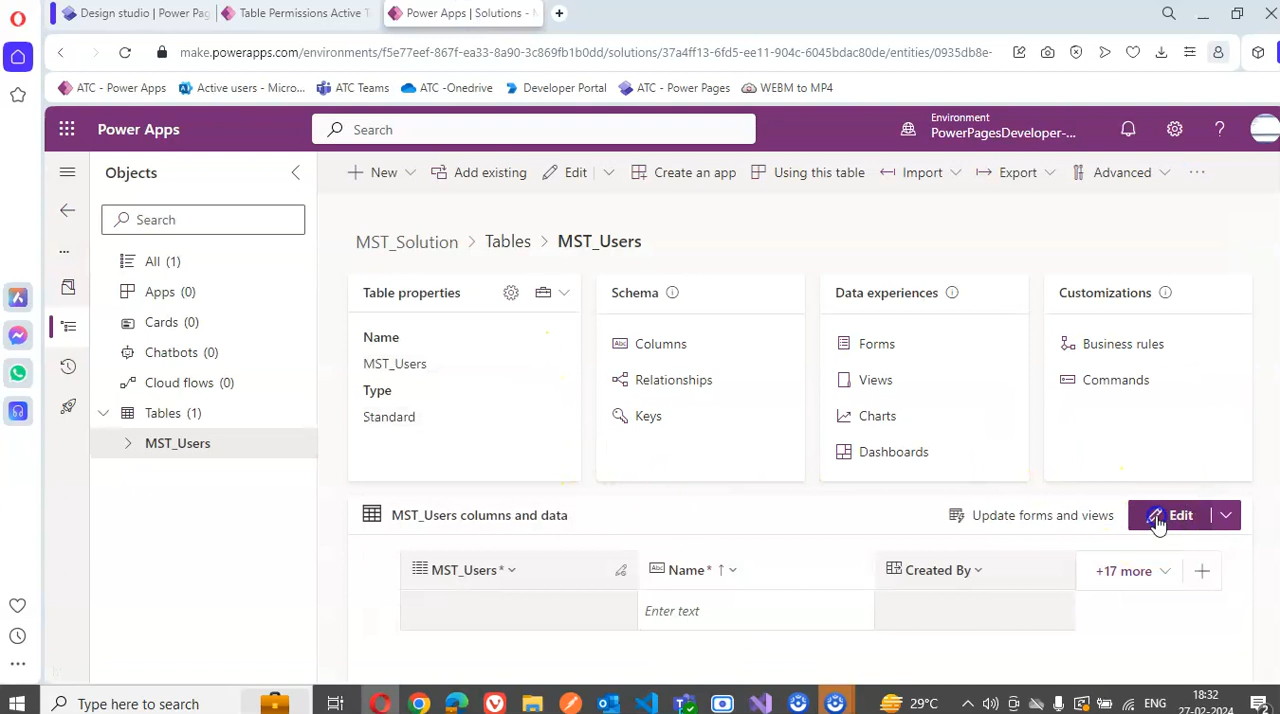 Design studio | Power Pag
Table Permissions Active T
Power Apps | Solutions - M
make.powerapps.com/environments/f5e77eef-867f-ea33-8a90-3c869fb1b0dd/solutions/37a4ff15-6fd5-ee11-904c-6045bdac80de/entities/0935db8e-
ATC - Power Apps
Active users - Micro...
ATC Teams
ATC -Onedrive
Developer Portal
ATC - Power Pages
WEBM to MP4
Power Apps
Search
Environment
PowerPagesDeveloper-...
Objects
New
Add existing
Edit
Create an app
Using this table
Import
Export
Advanced
Search
All (1)
Apps (0)
Cards (0)
Chatbots (0)
Cloud flows (0)
Tables (1)
MST_Users
MST_Solution > Tables > MST_Users
Table properties
Name
MST_Users
Type
Standard
Schema
Columns
Relationships
Keys
Data experiences
Forms
Views
Charts
Dashboards
Customizations
Business rules
Commands
MST_Users columns and data
Update forms and views
Edit
MST_Users *
Name * ↑
Created By
+17 more
Enter text
Type here to search
29°C
ENG
18:32
27-02-2024